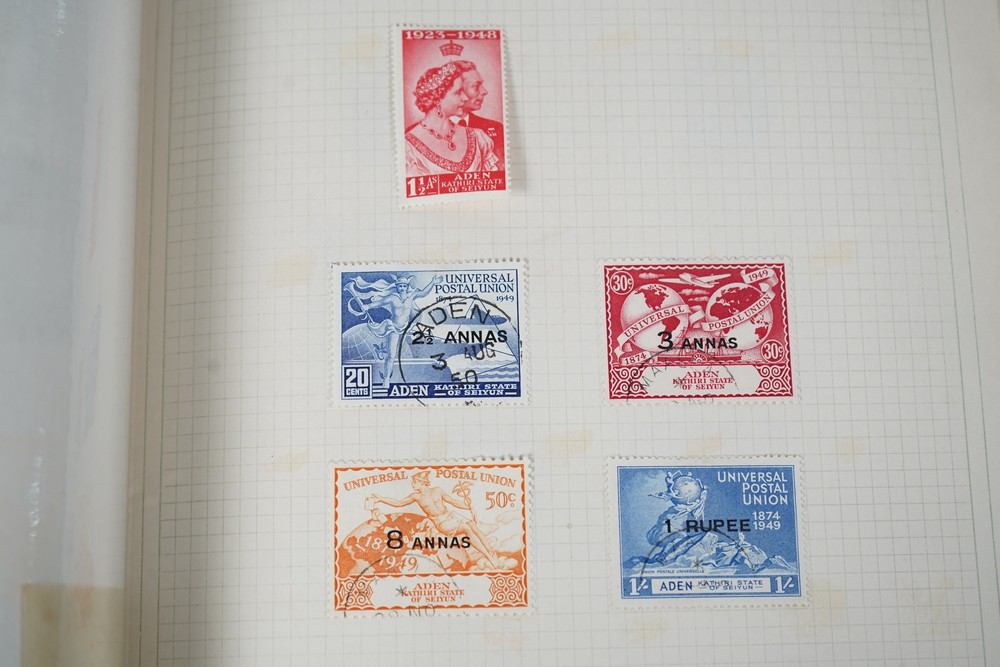 1923-1948
1½ As
ADEN
KATHIRI STATE
OF SEIYUN
UNIVERSAL
POSTAL UNION
1874 1949
2½ ANNAS
ADEN
3 AUG
50
20
CENTS
ADEN KATHIRI STATE
OF SEIYUN
30c 1949
UNIVERSAL POSTAL UNION
3 ANNAS
1874 30c
ADEN
KATHIRI STATE
OF SEIYUN
UNIVERSAL POSTAL UNION
50c
8 ANNAS
1949
ADEN
KATHIRI STATE
OF SEIYUN
UNIVERSAL
POSTAL
UNION
1874
1 RUPEE 1949
UNION POSTALE UNIVERSELLE
1/- ADEN KATHIRI STATE
OF SEIYUN 1/-